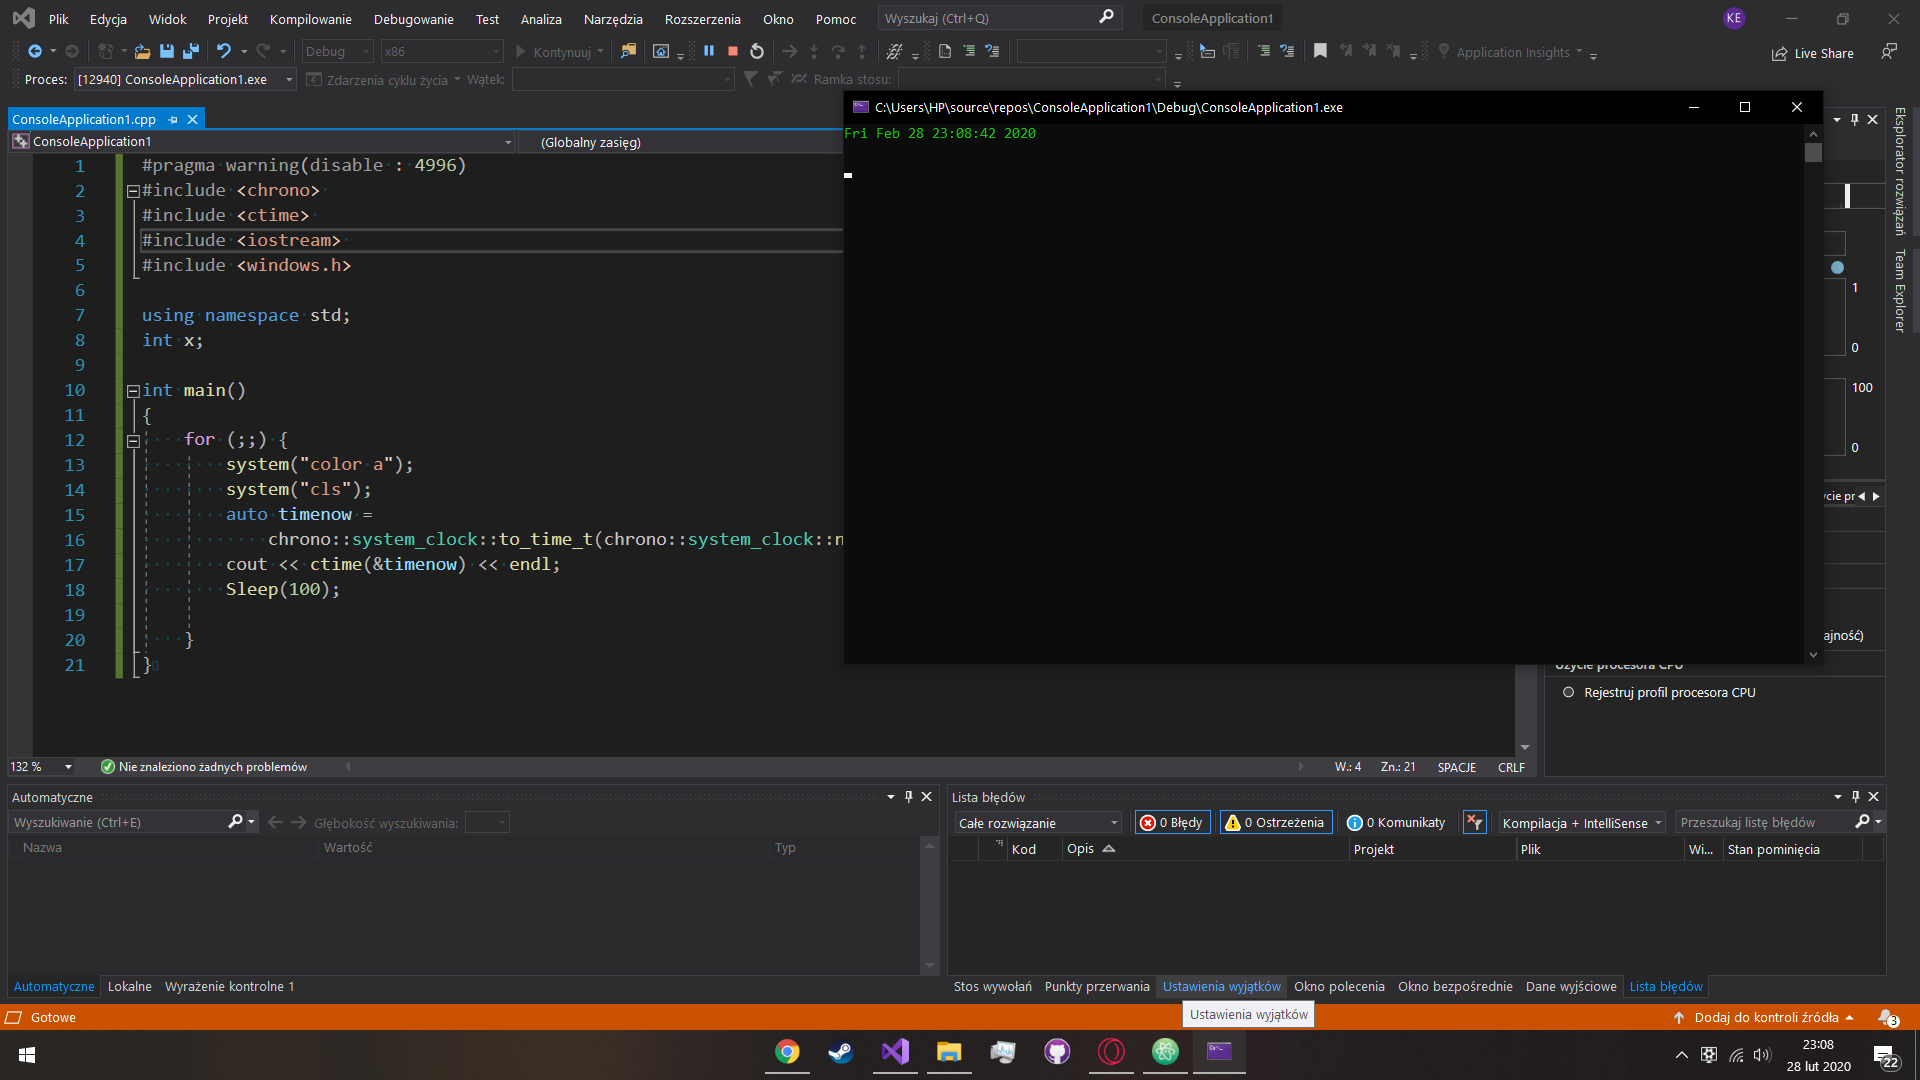 Plik Edycja Widok Projekt Kompilowanie Debugowanie Test Analiza Narzędzia Rozszerzenia Okno Pomoc Wyszukaj (Ctrl+Q) ConsoleApplication1 KE
Debug x86 Kontynuuj Application Insights Live Share
Proces: [12940] ConsoleApplication1.exe Zdarzenia cyklu życia Wątek: Ramka stosu:
ConsoleApplication1.cpp
ConsoleApplication1 (Globalny zasięg)
C:\Users\HP\source\repos\ConsoleApplication1\Debug\ConsoleApplication1.exe
Fri Feb 28 23:08:42 2020
1 #pragma warning(disable : 4996)
2 #include <chrono>
3 #include <ctime>
4 #include <iostream>
5 #include <windows.h>
6
7 using namespace std;
8 int x;
9
10 int main()
11 {
12 for (;;) {
13 system("color a");
14 system("cls");
15 auto timenow =
16 chrono::system_clock::to_time_t(chrono::system_clock::n
17 cout << ctime(&timenow) << endl;
18 Sleep(100);
19
20 }
21 }
Eksplorator rozwiązań
Team Explorer
1
0
100
0
ycie pr
ajność)
Użycie procesora CPU
Rejestruj profil procesora CPU
132 % Nie znaleziono żadnych problemów W.: 4 Zn.: 21 SPACJE CRLF
Automatyczne
Wyszukiwanie (Ctrl+E) Głębokość wyszukiwania:
Nazwa Wartość Typ
Automatyczne Lokalne Wyrażenie kontrolne 1
Lista błędów
Całe rozwiązanie 0 Błędy 0 Ostrzeżenia 0 Komunikaty Kompilacja + IntelliSense Przeszukaj listę błędów
Kod Opis Projekt Plik Wi... Stan pominięcia
Stos wywołań Punkty przerwania Ustawienia wyjątków Okno polecenia Okno bezpośrednie Dane wyjściowe Lista błędów
Ustawienia wyjątków
Gotowe Dodaj do kontroli źródła 3
23:08
28 lut 2020
22